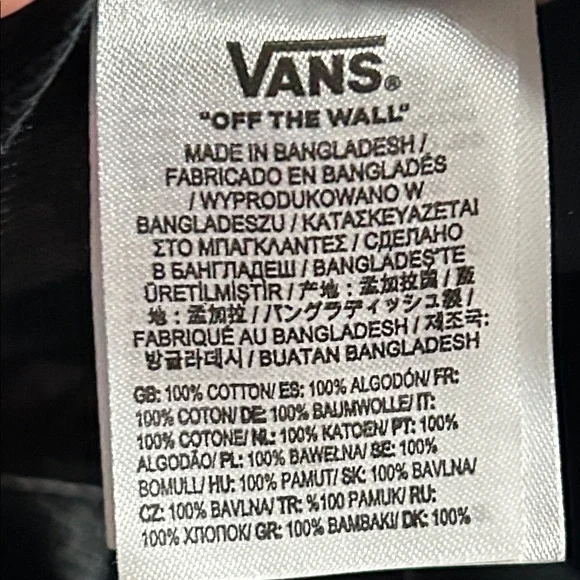 VANS®
"OFF THE WALL"
MADE IN BANGLADESH /
FABRICADO EN BANGLADÉS
/ WYPRODUKOWANO W
BANGLADESZU / ΚΑΤΑΣΚΕΥΑΖΕΤΑΙ
ΣΤΟ ΜΠΑΓΚΛΑΝΤΕΣ / СДЕЛАНО
В БАНГЛАДЕШ / BANGLADEŞ'TE
ÜRETİLMİŞTİR / 产地 : 孟加拉国 / 產
地 : 孟加拉 / バングラディッシュ製 /
FABRIQUÉ AU BANGLADESH / 제조국:
방글라데시 / BUATAN BANGLADESH
GB: 100% COTTON/ ES: 100% ALGODÓN/ FR:
100% COTON/ DE: 100% BAUMWOLLE/ IT:
100% COTONE/ NL: 100% KATOEN/ PT: 100%
ALGODÃO/ PL: 100% BAWEŁNA/ SE: 100%
BOMULL/ HU: 100% PAMUT/ SK: 100% BAVLNA/
CZ: 100% BAVLNA/ TR: %100 PAMUK/ RU:
100% ХЛОПОК/ GR: 100% ΒΑΜΒΑΚΙ/ DK: 100%